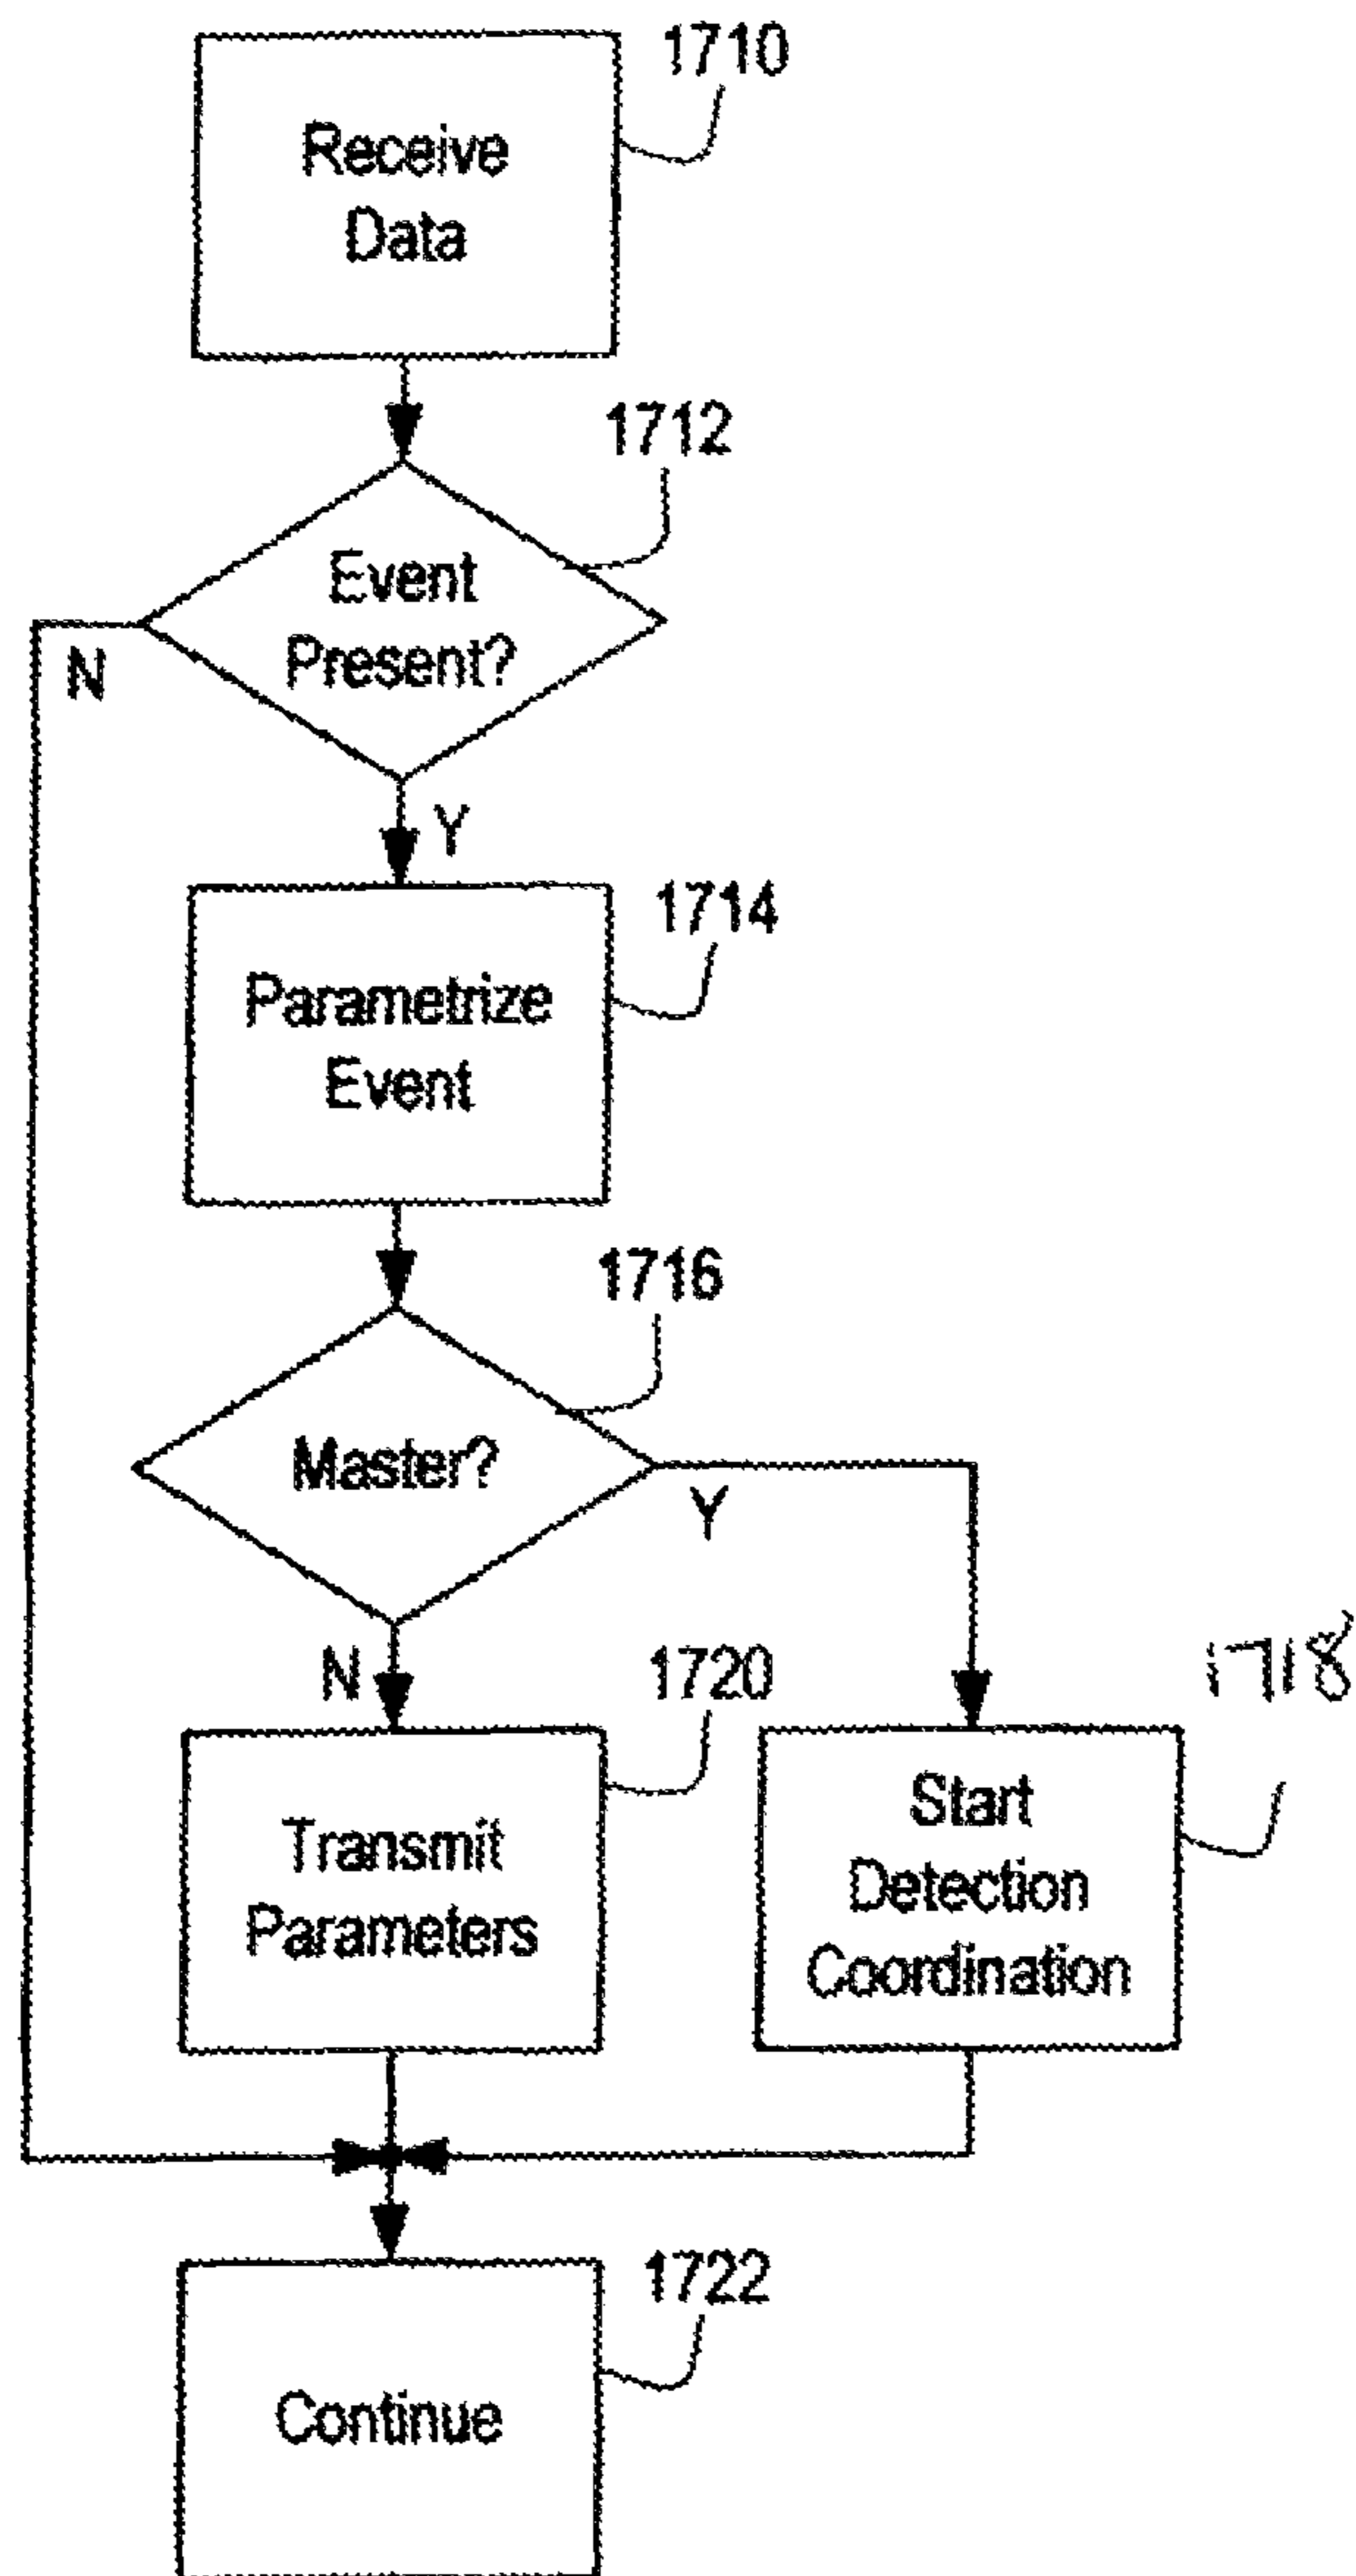 1710
Receive
Data
1712
Event
Present?
N
Y
1714
Parametrize
Event
1716
Master?
Y
N
1720
1718
Transmit
Parameters
Start
Detection
Coordination
1722
Continue